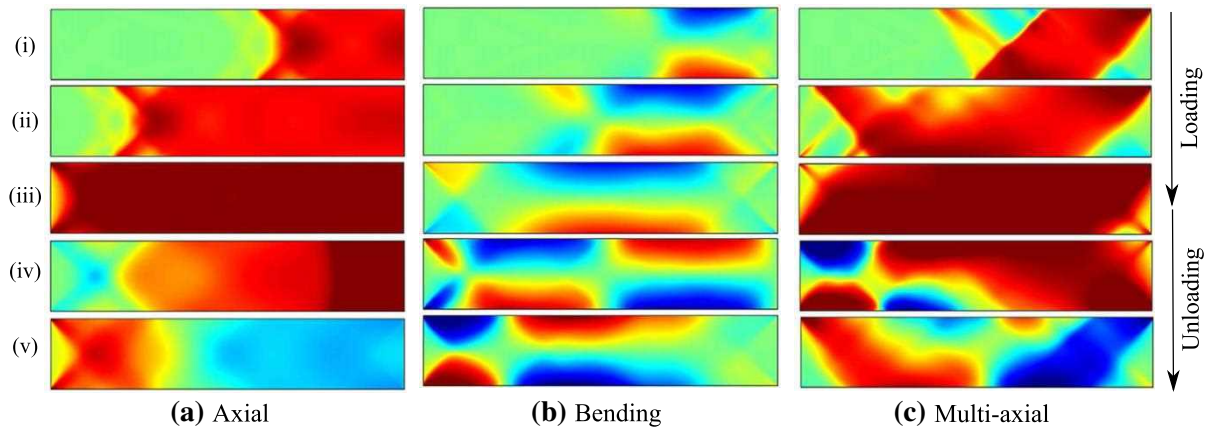 (i)
(ii)
(iii)
(iv)
(v)
Loading
Unloading
(a) Axial
(b) Bending
(c) Multi-axial